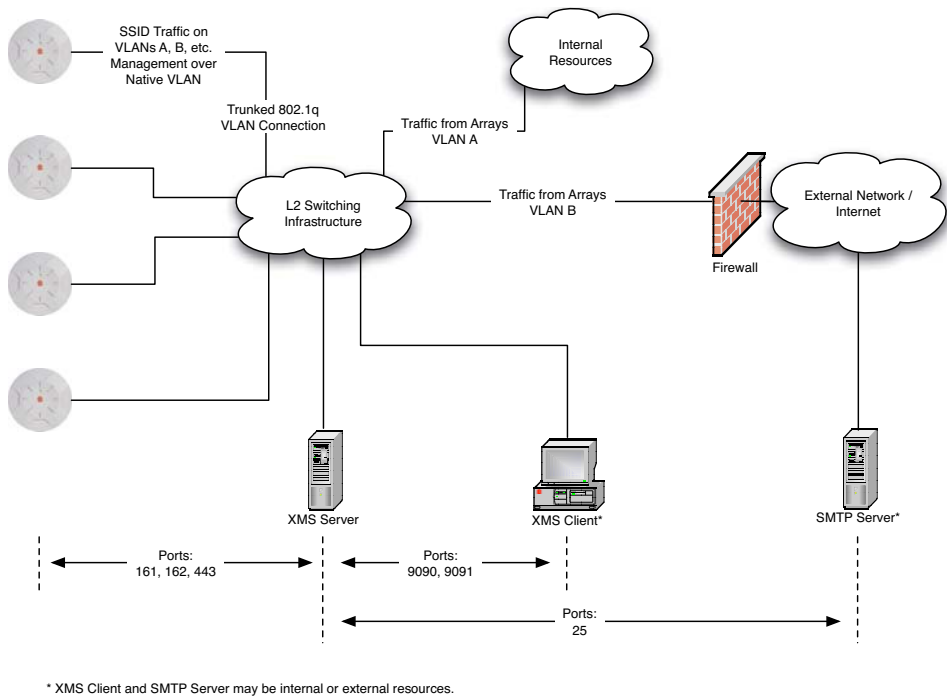 SSID Traffic on
VLANs A, B, etc.
Management over
Native VLAN
Trunked 802.1q
VLAN Connection
Internal
Resources
Traffic from Arrays
VLAN A
L2 Switching
Infrastructure
Traffic from Arrays
VLAN B
Firewall
External Network /
Internet
XMS Server
XMS Client*
SMTP Server*
Ports:
161, 162, 443
Ports:
9090, 9091
Ports:
25
* XMS Client and SMTP Server may be internal or external resources.